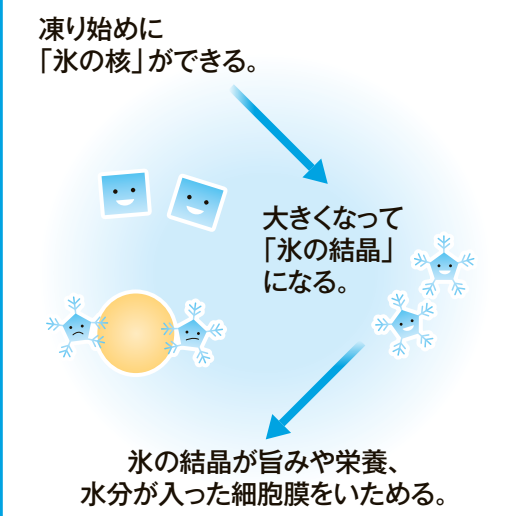 凍り始めに
「氷の核」ができる。
大きくなって
「氷の結晶」
になる。
氷の結晶が旨みや栄養、
水分が入った細胞膜をいためる。